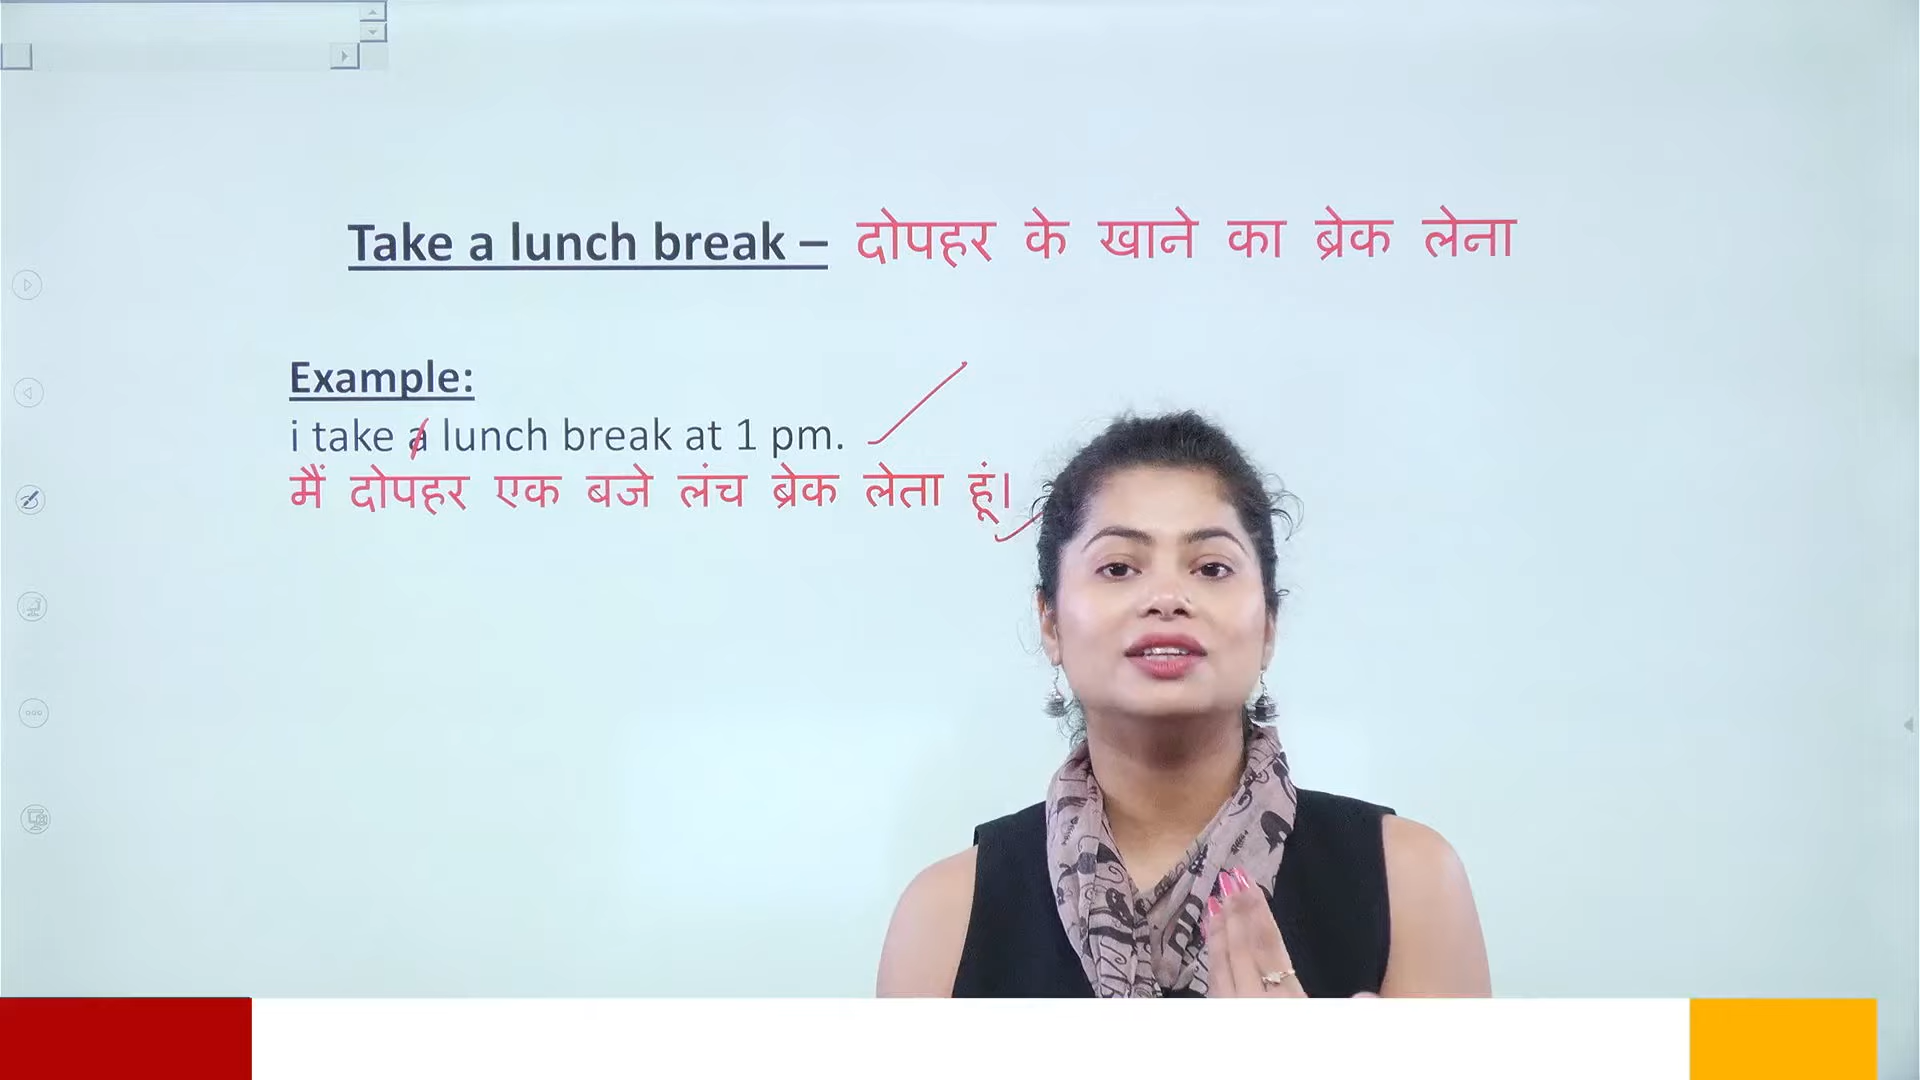 Take a lunch break – दोपहर के खाने का ब्रेक लेना
Example:
i take a lunch break at 1 pm.
मैं दोपहर एक बजे लंच ब्रेक लेता हूं।